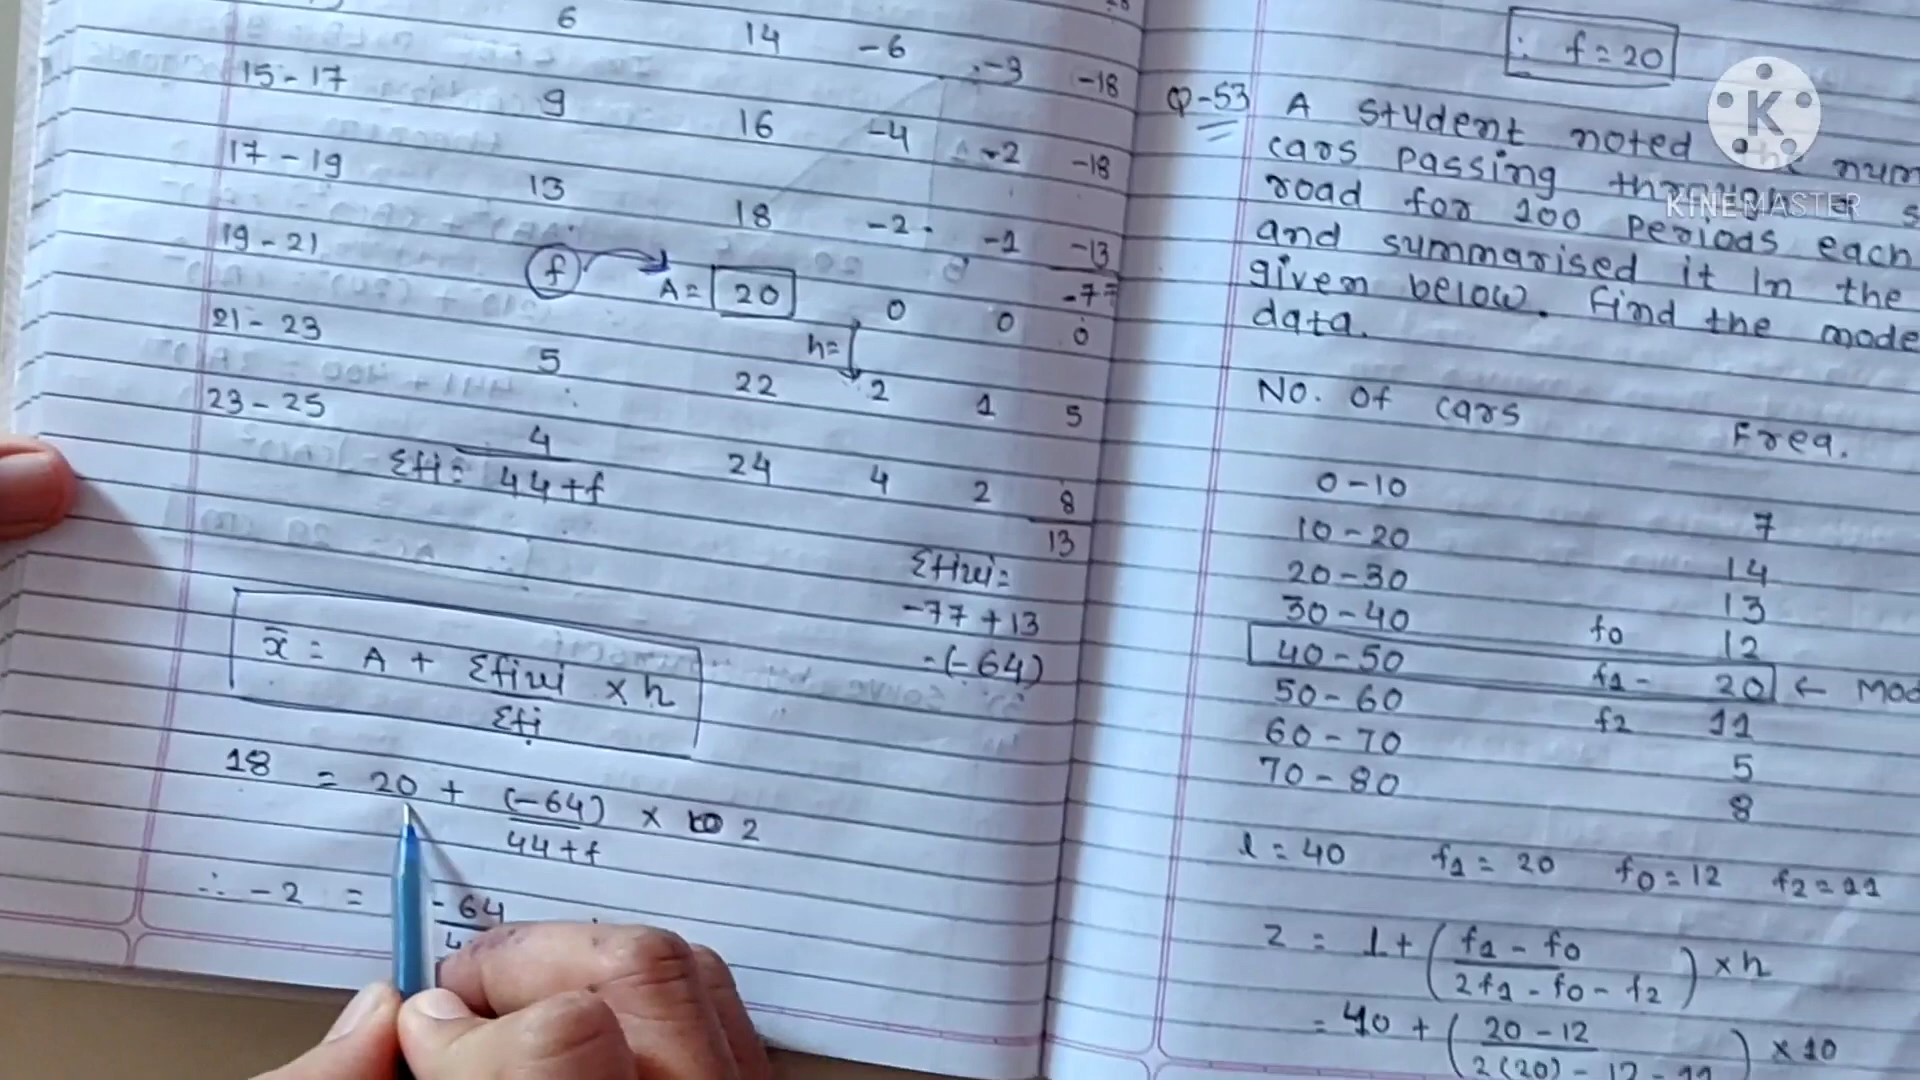 6 14 -6 -3 -18
15-17 9 16 -4 -2 -18
17-19 13 18 -2 -1 -13
-77
19-21 f A= 20 0 0 0
h=
21-23 5 22 2 1 5
23-25 4 24 4 2 8
Σfi= 44+f 13
Σfiui=
-77+13
-(-64)
x̄ = A + Σfiui/Σfi × h
18 = 20 + (-64)/44+f × 2
∴ -2 = -64
∴ f=20
Q-53 A student noted
cars passing through
road for 100 periods each
and summarised it in the
given below. Find the mode
data.
No. of cars Freq.
0-10 7
10-20 14
20-30 13
30-40 f0 12
40-50 f1- 20 ←
50-60 f2 11
60-70 5
70-80 8
l=40 f1=20 f0=12 f2=11
Z = l+(f1-f0/2f1-f0-f2)×h
= 40+(20-12/2(20)-12-11)×10
K
KINEMASTER